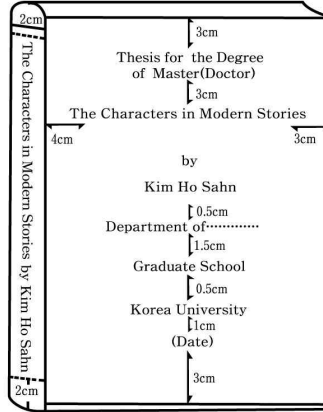 2cm
The Characters in Modern Stories by Kim Ho Sahn
2cm
3cm
Thesis for the Degree
of Master(Doctor)
3cm
The Characters in Modern Stories
4cm
3cm
by
Kim Ho Sahn
0.5cm
Department of············
1.5cm
Graduate School
0.5cm
Korea University
1cm
(Date)
3cm